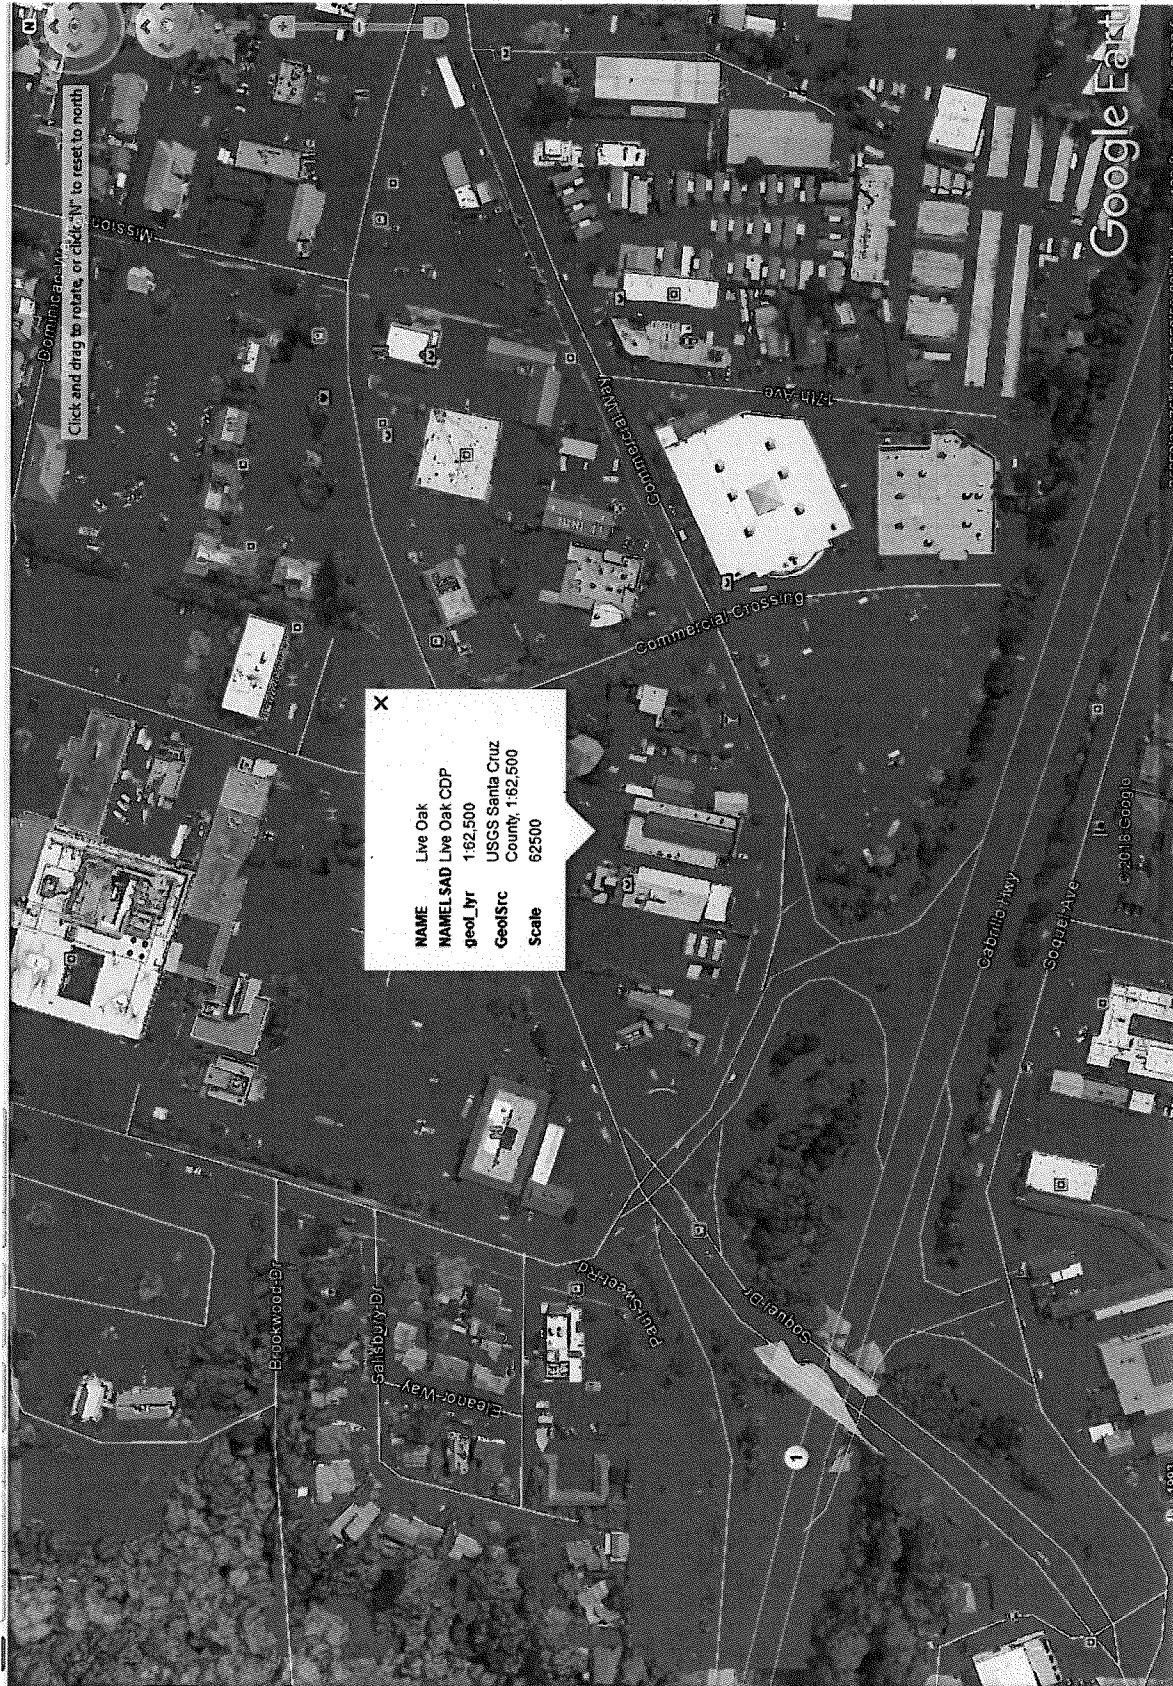 N
Click and drag to rotate, or click "N" to reset to north
Mission
Brookwood-Dr
Salisbury-Dr
Eleanor-Way
Paul-Sweet-Rd
NAME Live Oak
NAMELSAD Live Oak CDP
geol_lyr 1:62,500
GeolSrc USGS Santa Cruz
County, 1:62,500
Scale 62500
Commercial-Way
Commercial-Crossing
17th-Ave
Soquel-Dr
1
Cabrillo-Hwy
Soquel-Ave
© 2018 Google
Google Earth
1993